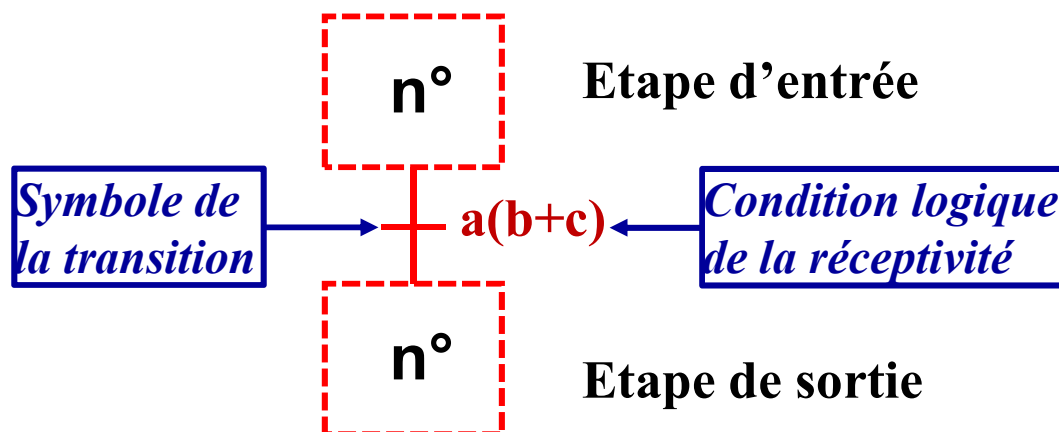 n°
Etape d’entrée
Symbole de
la transition
a(b+c)
Condition logique
de la réceptivité
n°
Etape de sortie